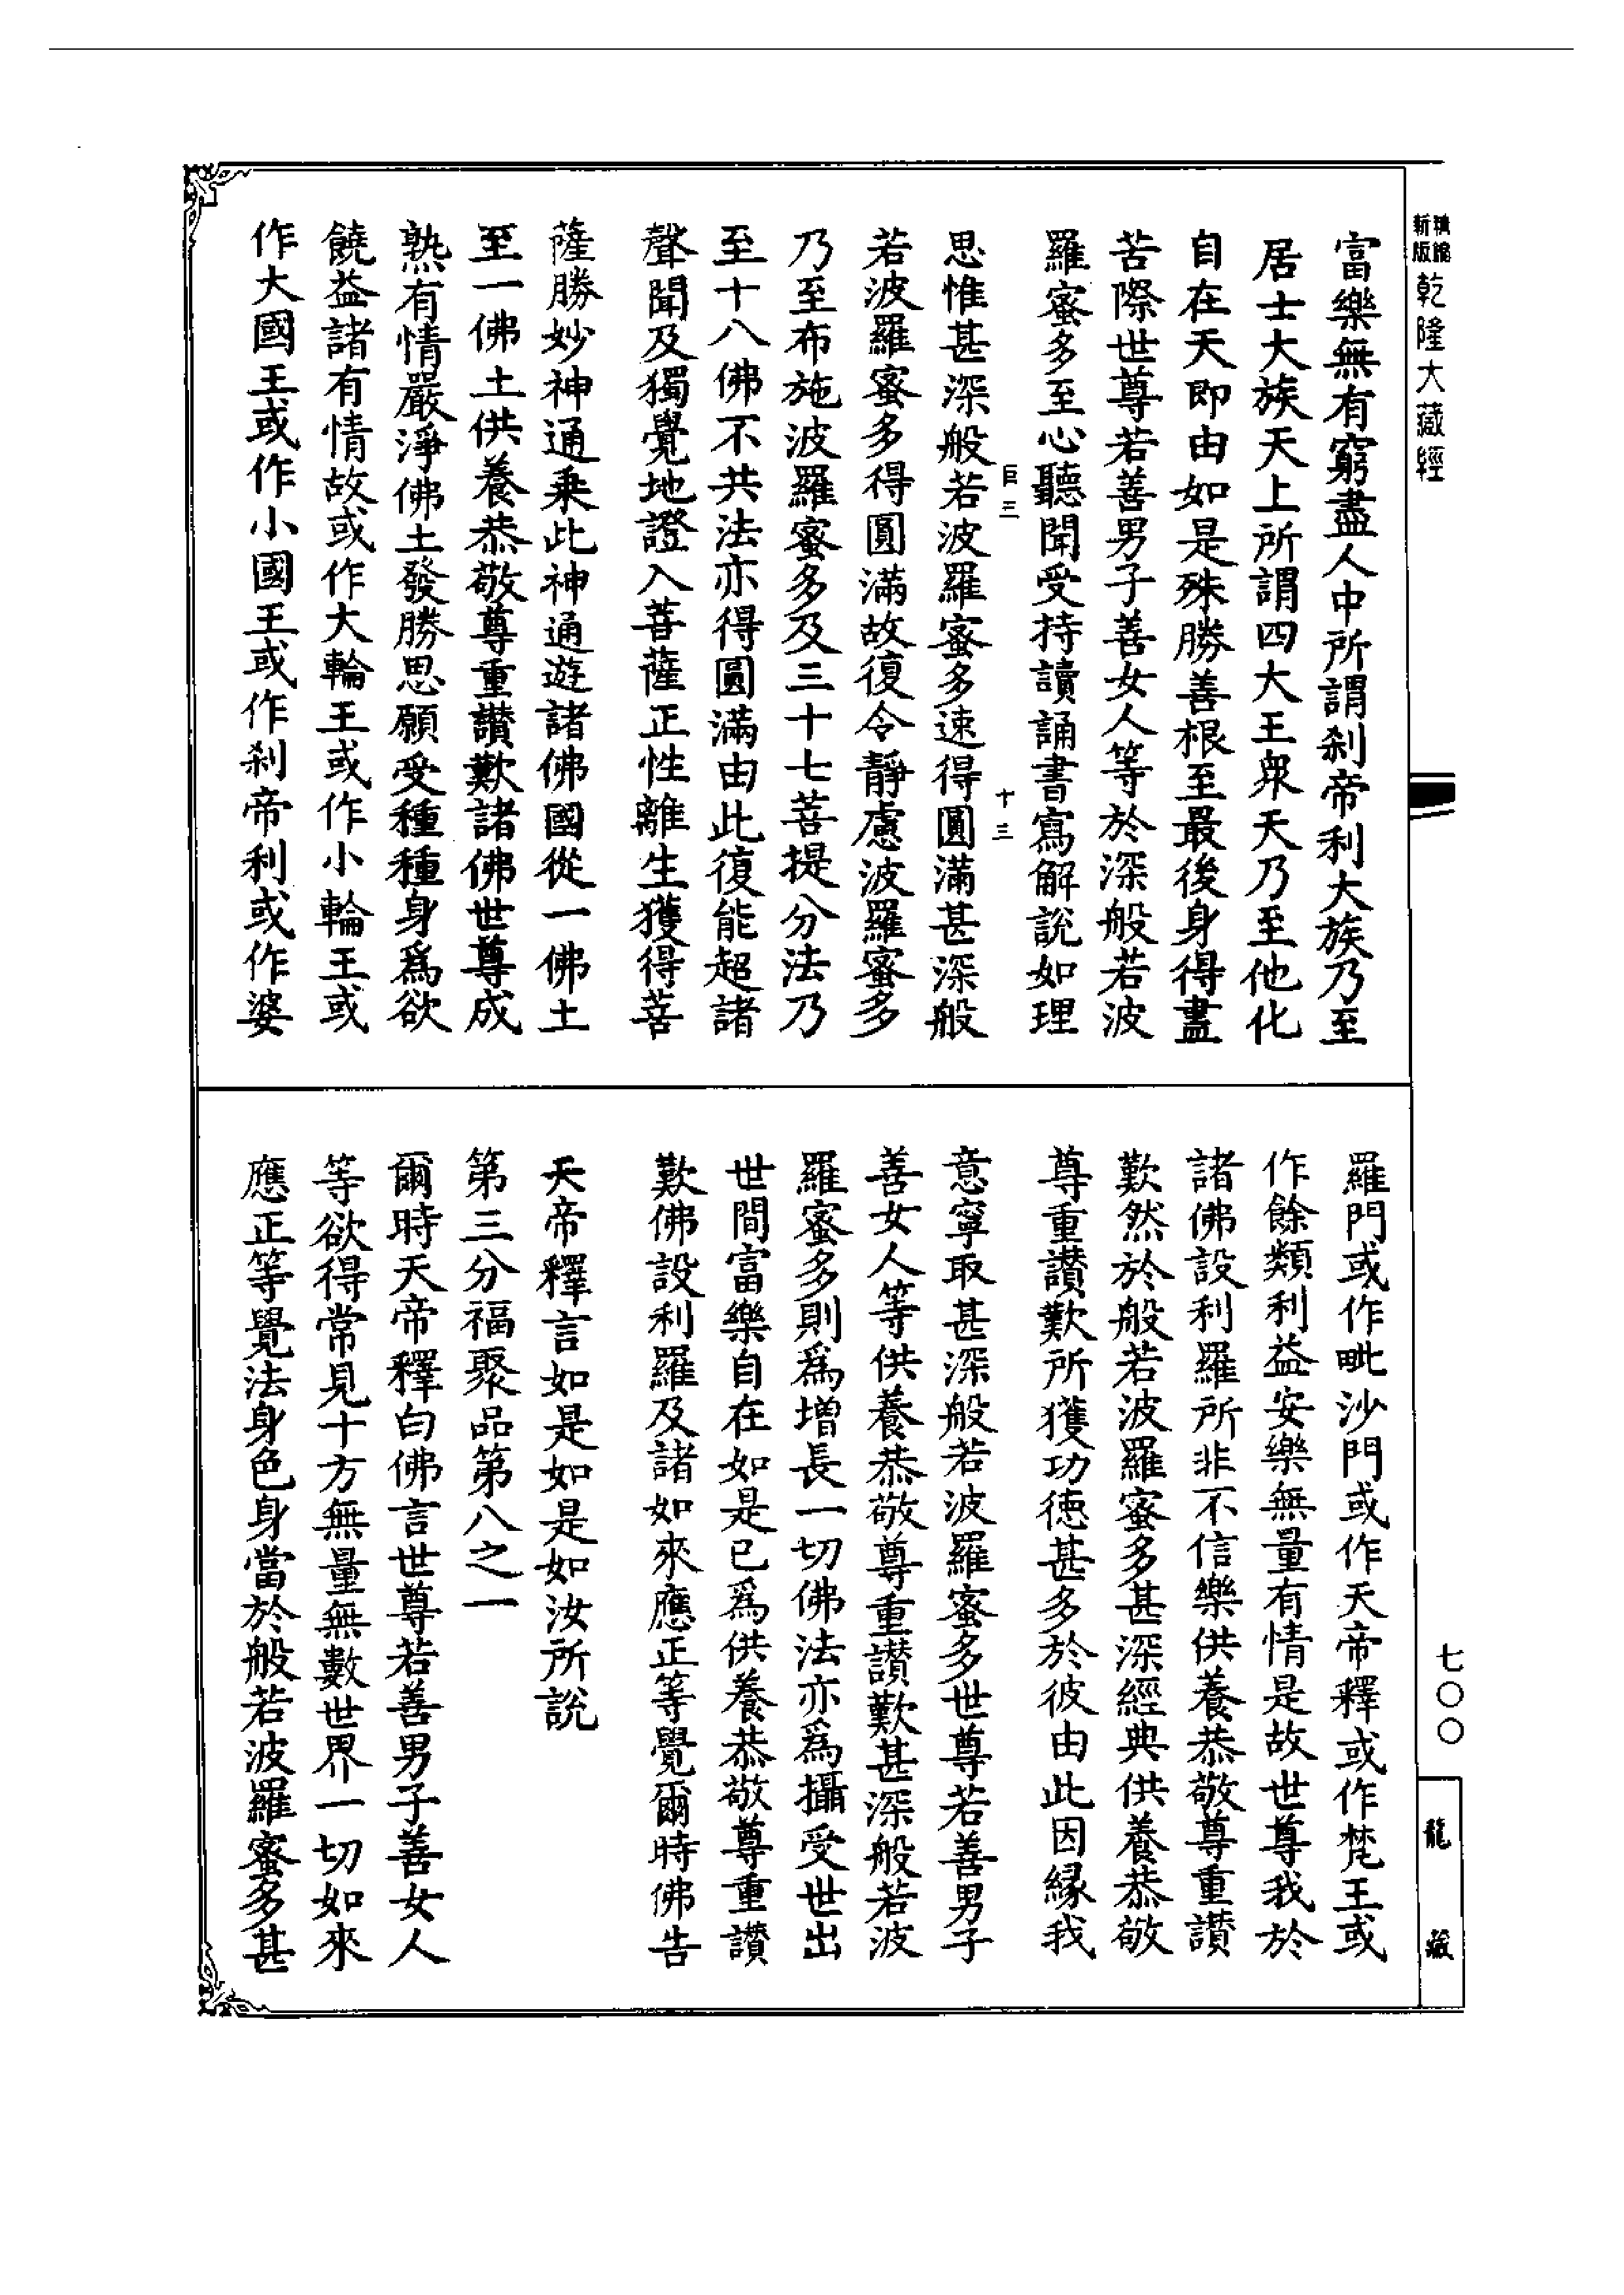 精縮新版乾隆大藏經
富樂無有窮盡人中所謂刹帝利大族乃至
居士大族天上所謂四大王衆天乃至他化
自在天即由如是殊勝善根至最後身得盡
苦際世尊若善男子善女人等於深般若波
羅蜜多至心聽聞受持讀誦書寫解說如理
巨三 十三
思惟甚深般若波羅蜜多速得圓滿甚深般
若波羅蜜多得圓滿故復令靜慮波羅蜜多
乃至布施波羅蜜多及三十七菩提分法乃
至十八佛不共法亦得圓滿由此復能超諸
聲聞及獨覺地證入菩薩正性離生獲得菩
薩勝妙神通乘此神通遊諸佛國從一佛土
至一佛土供養恭敬尊重讚歎諸佛世尊成
熟有情嚴淨佛土發勝思願受種種身爲欲
饒益諸有情故或作大輪王或作小輪王或
作大國王或作小國王或作刹帝利或作婆
羅門或作毗沙門或作天帝釋或作梵王或
作餘類利益安樂無量有情是故世尊我於
諸佛設利羅所非不信樂供養恭敬尊重讚
歎然於般若波羅蜜多甚深經典供養恭敬
尊重讚歎所獲功德甚多於彼由此因緣我
意寧取甚深般若波羅蜜多世尊若善男子
善女人等供養恭敬尊重讚歎甚深般若波
羅蜜多則爲增長一切佛法亦爲攝受世出
世間富樂自在如是已爲供養恭敬尊重讚
歎佛設利羅及諸如來應正等覺爾時佛告
天帝釋言如是如是如汝所說
第三分福聚品第八之一
爾時天帝釋白佛言世尊若善男子善女人
等欲得常見十方無量無數世界一切如來
應正等覺法身色身當於般若波羅蜜多甚
七〇〇
龍藏